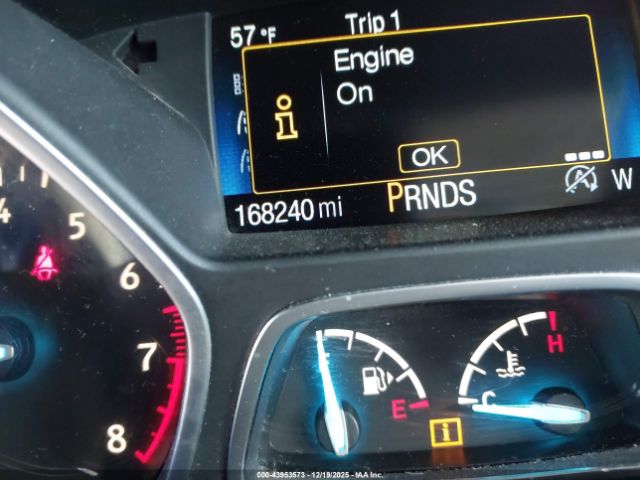 57°F Trip 1
Engine
On
i
OK
168240 mi PRNDS A W
4 5 6 7 8
E i C H
00-43953573 - 12/19/2025 - IAA Inc.